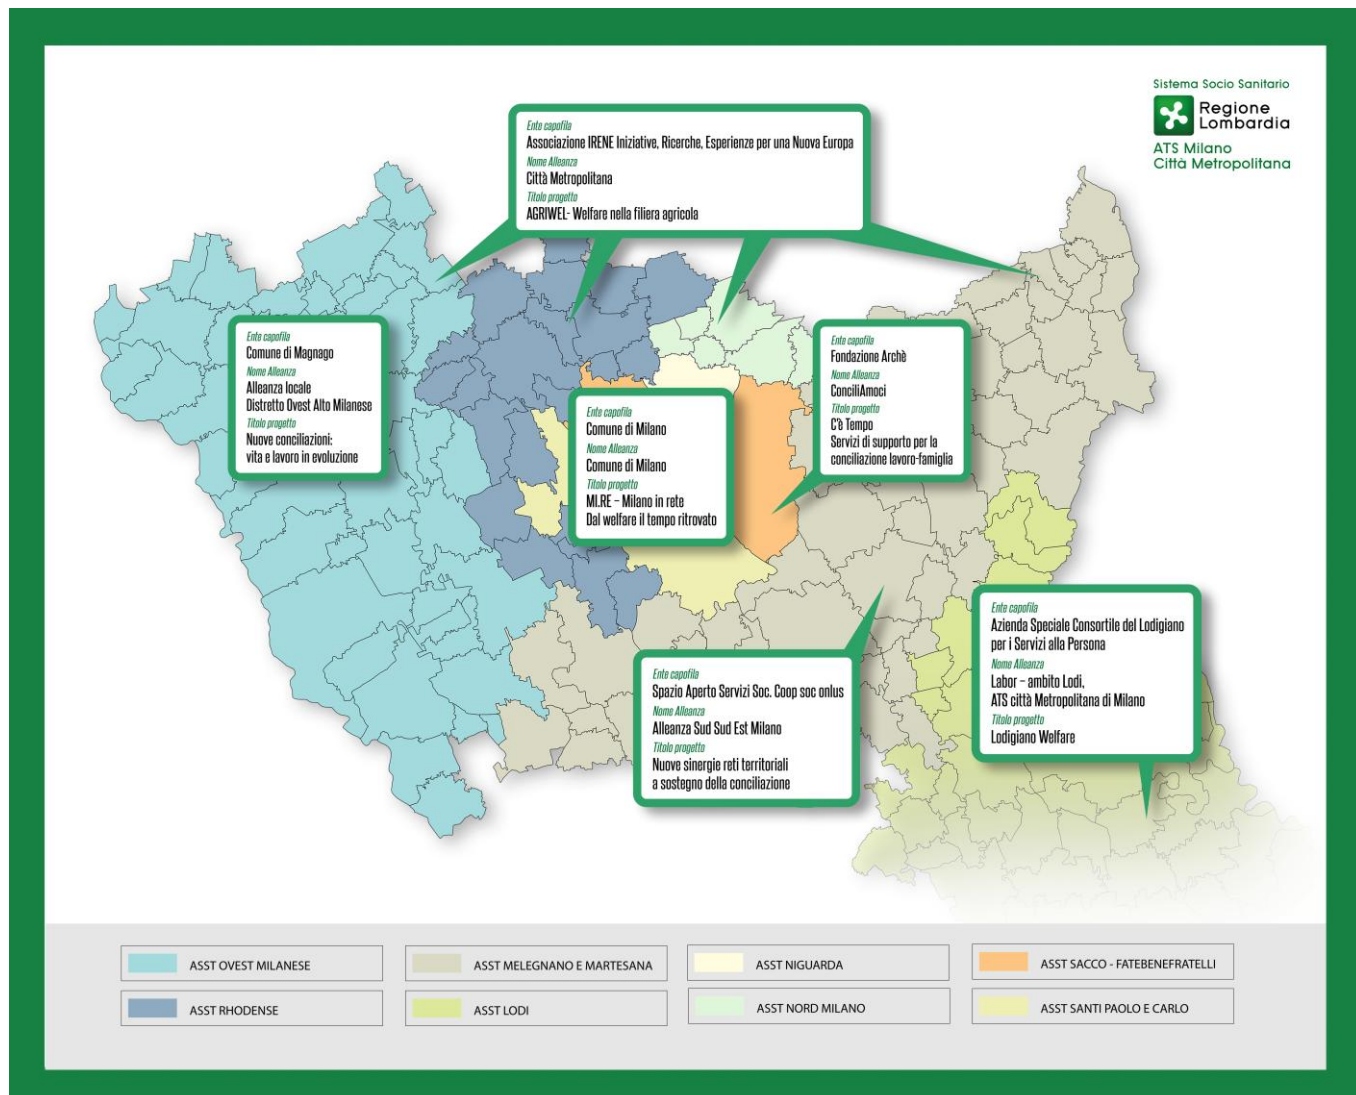 Sistema Socio Sanitario
Regione
Lombardia
ATS Milano
Città Metropolitana
Ente capofila
Associazione IRENE Iniziative, Ricerche, Esperienze per una Nuova Europa
Nome Alleanza
Città Metropolitana
Titolo progetto
AGRIWEL- Welfare nella filiera agricola
Ente capofila
Comune di Magnago
Nome Alleanza
Alleanza locale
Distretto Ovest Alto Milanese
Titolo progetto
Nuove conciliazioni:
vita e lavoro in evoluzione
Ente capofila
Comune di Milano
Nome Alleanza
Comune di Milano
Titolo progetto
MI.RE – Milano in rete
Dal welfare il tempo ritrovato
Ente capofila
Fondazione Archè
Nome Alleanza
ConciliAmoci
Titolo progetto
C'è Tempo
Servizi di supporto per la
conciliazione lavoro-famiglia
Ente capofila
Spazio Aperto Servizi Soc. Coop soc onlus
Nome Alleanza
Alleanza Sud Sud Est Milano
Titolo progetto
Nuove sinergie reti territoriali
a sostegno della conciliazione
Ente capofila
Azienda Speciale Consortile del Lodigiano
per i Servizi alla Persona
Nome Alleanza
Labor – ambito Lodi,
ATS città Metropolitana di Milano
Titolo progetto
Lodigiano Welfare
ASST OVEST MILANESE
ASST MELEGNANO E MARTESANA
ASST NIGUARDA
ASST SACCO - FATEBENEFRATELLI
ASST RHODENSE
ASST LODI
ASST NORD MILANO
ASST SANTI PAOLO E CARLO